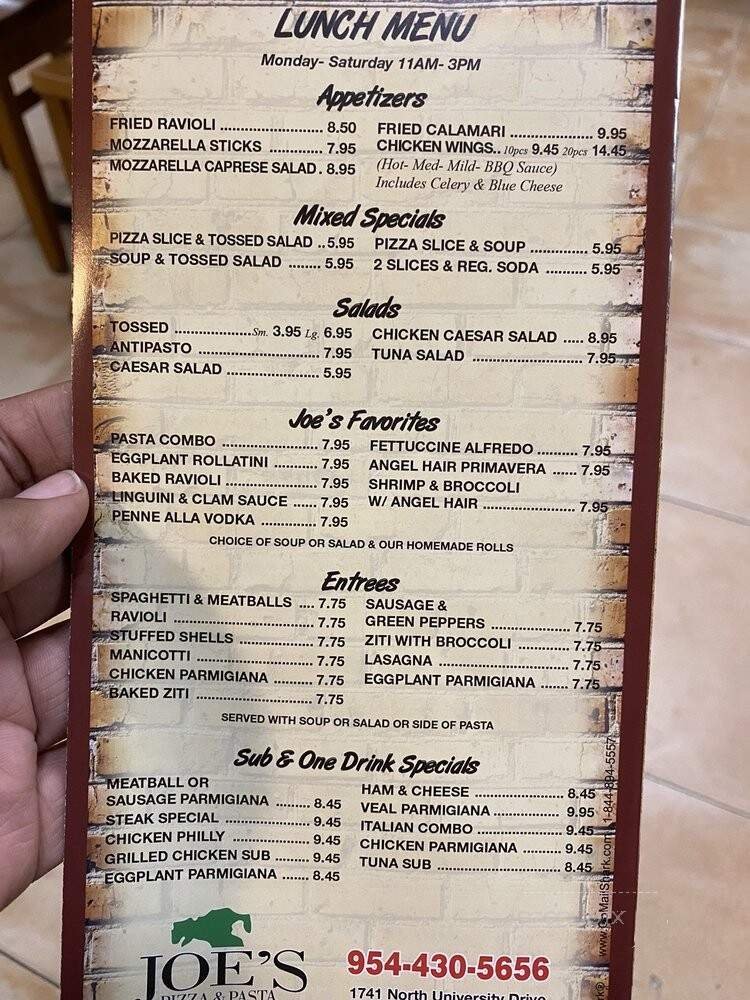 LUNCH MENU
Monday- Saturday 11AM- 3PM
Appetizers
FRIED RAVIOLI ........................ 8.50
MOZZARELLA STICKS ............. 7.95
MOZZARELLA CAPRESE SALAD . 8.95
FRIED CALAMARI .................... 9.95
CHICKEN WINGS.. 10pcs 9.45 20pcs 14.45
(Hot- Med- Mild- BBQ Sauce)
Includes Celery & Blue Cheese
Mixed Specials
PIZZA SLICE & TOSSED SALAD ..5.95
SOUP & TOSSED SALAD ........ 5.95
PIZZA SLICE & SOUP .............. 5.95
2 SLICES & REG. SODA .......... 5.95
Salads
TOSSED ..................Sm. 3.95 Lg. 6.95
ANTIPASTO ............................ 7.95
CAESAR SALAD ...................... 5.95
CHICKEN CAESAR SALAD ..... 8.95
TUNA SALAD ................................ 7.95
Joe's Favorites
PASTA COMBO ...................... 7.95
EGGPLANT ROLLATINI .......... 7.95
BAKED RAVIOLI ...................... 7.95
LINGUINI & CLAM SAUCE ...... 7.95
PENNE ALLA VODKA ............. 7.95
FETTUCCINE ALFREDO .......... 7.95
ANGEL HAIR PRIMAVERA ...... 7.95
SHRIMP & BROCCOLI
W/ ANGEL HAIR ...................... 7.95
CHOICE OF SOUP OR SALAD & OUR HOMEMADE ROLLS
Entrees
SPAGHETTI & MEATBALLS .... 7.75
RAVIOLI .................................. 7.75
STUFFED SHELLS .................. 7.75
MANICOTTI ............................ 7.75
CHICKEN PARMIGIANA .......... 7.75
BAKED ZITI ............................ 7.75
SAUSAGE &
GREEN PEPPERS .................. 7.75
ZITI WITH BROCCOLI .............. 7.75
LASAGNA ................................ 7.75
EGGPLANT PARMIGIANA ....... 7.75
SERVED WITH SOUP OR SALAD OR SIDE OF PASTA
Sub & One Drink Specials
MEATBALL OR
SAUSAGE PARMIGIANA ........ 8.45
STEAK SPECIAL .................... 9.45
CHICKEN PHILLY .................... 9.45
GRILLED CHICKEN SUB ........ 9.45
EGGPLANT PARMIGIANA ...... 8.45
HAM & CHEESE ...................... 8.45
VEAL PARMIGIANA ................ 9.95
ITALIAN COMBO .................... 9.45
CHICKEN PARMIGIANA .......... 9.45
TUNA SUB .............................. 8.45
JOE'S
PIZZA & PASTA
954-430-5656
1741 North University Drive
1-844-894-5557